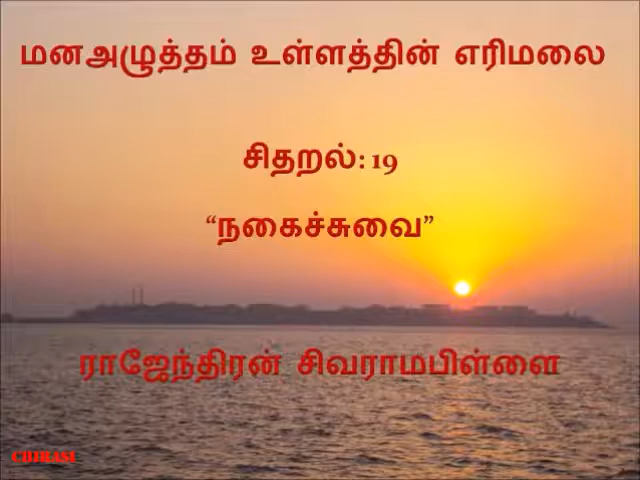 மனஅழுத்தம் உள்ளத்தின் எரிமலை
சிதறல்: 19
“நகைச்சுவை”
ராஜேந்திரன் சிவராமபிள்ளை